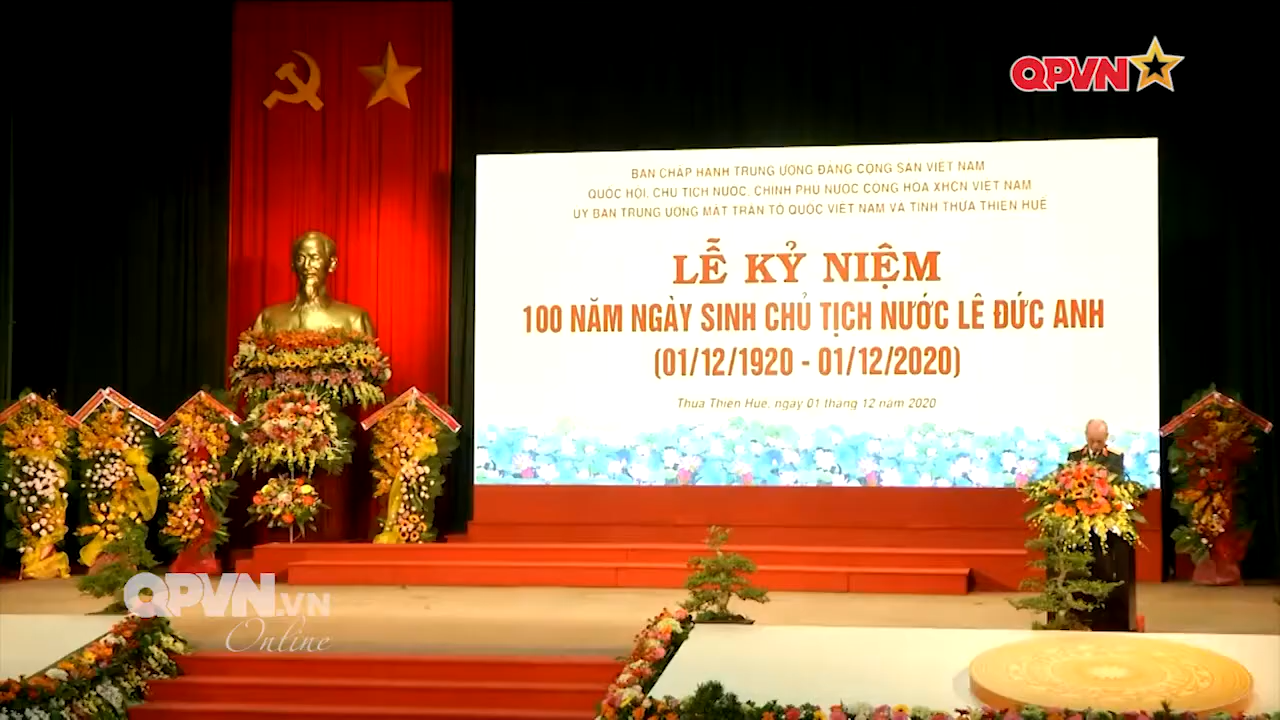 QPVN
BAN CHẤP HÀNH TRUNG ƯƠNG ĐẢNG CỘNG SẢN VIỆT NAM
QUỐC HỘI, CHỦ TỊCH NƯỚC, CHÍNH PHỦ NƯỚC CỘNG HÒA XHCN VIỆT NAM
ỦY BAN TRUNG ƯƠNG MẶT TRẬN TỔ QUỐC VIỆT NAM VÀ TỈNH THỪA THIÊN HUẾ
LỄ KỶ NIỆM
100 NĂM NGÀY SINH CHỦ TỊCH NƯỚC LÊ ĐỨC ANH
(01/12/1920 - 01/12/2020)
Thừa Thiên Huế, ngày 01 tháng 12 năm 2020
QPVN.VN
Online